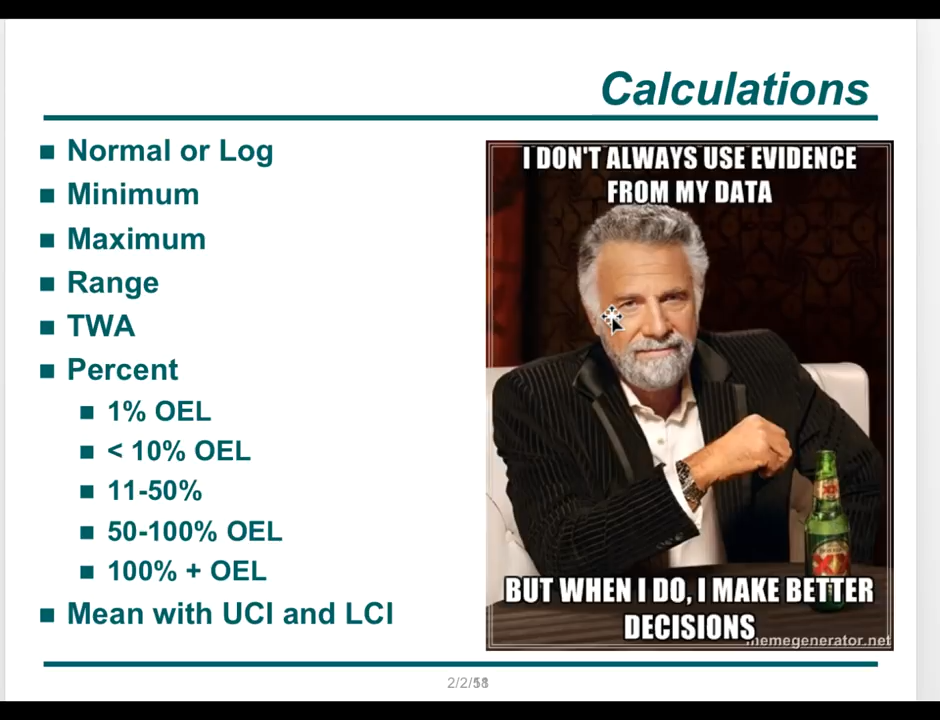 Calculations
Normal or Log
Minimum
Maximum
Range
TWA
Percent
1% OEL
< 10% OEL
11-50%
50-100% OEL
100% + OEL
Mean with UCI and LCI
I DON'T ALWAYS USE EVIDENCE
FROM MY DATA
BUT WHEN I DO, I MAKE BETTER
DECISIONS
memegenerator.net